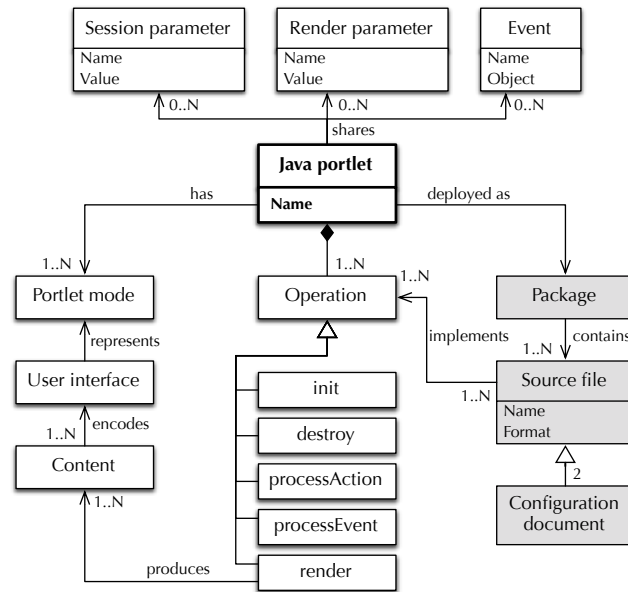 Session parameter
Name
Value
Render parameter
Name
Value
Event
Name
Object
0..N
0..N
0..N
shares
Java portlet
Name
has
deployed as
1..N
1..N
1..N
Portlet mode
Operation
Package
represents
implements
contains
1..N
User interface
Source file
Name
Format
1..N
init
1..N
encodes
destroy
Content
processAction
2
Configuration
document
1..N
processEvent
produces
render